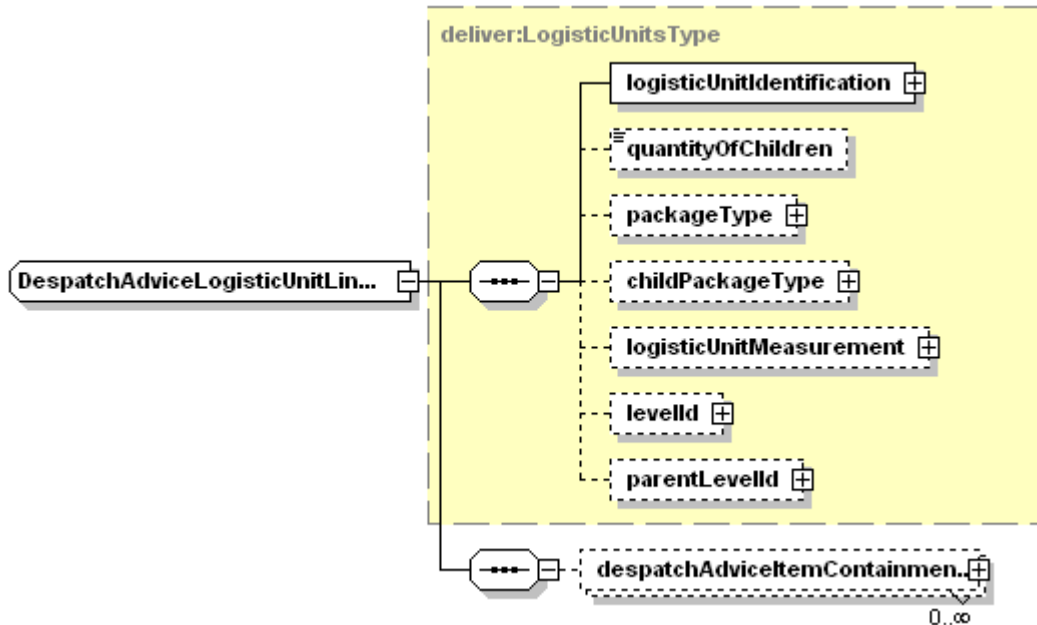 deliver:LogisticUnitsType
logisticUnitIdentification
quantityOfChildren
packageType
DespatchAdviceLogisticUnitLin...
childPackageType
logisticUnitMeasurement
levelId
parentLevelId
despatchAdviceItemContainmen..
0..∞